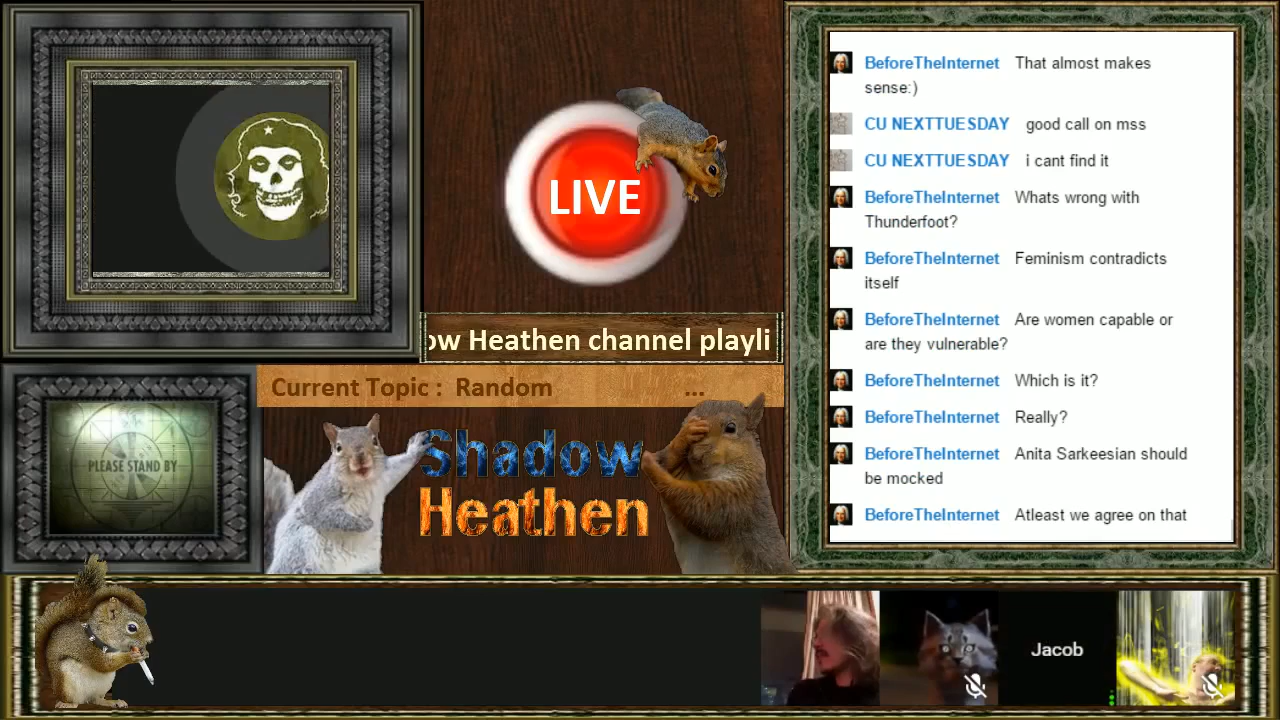 LIVE
ow Heathen channel playli
Current Topic : Random ...
PLEASE STAND BY
Shadow
Heathen
BeforeTheInternet That almost makes
sense:)
CU NEXTTUESDAY good call on mss
CU NEXTTUESDAY i cant find it
BeforeTheInternet Whats wrong with
Thunderfoot?
BeforeTheInternet Feminism contradicts
itself
BeforeTheInternet Are women capable or
are they vulnerable?
BeforeTheInternet Which is it?
BeforeTheInternet Really?
BeforeTheInternet Anita Sarkeesian should
be mocked
BeforeTheInternet Atleast we agree on that
Jacob